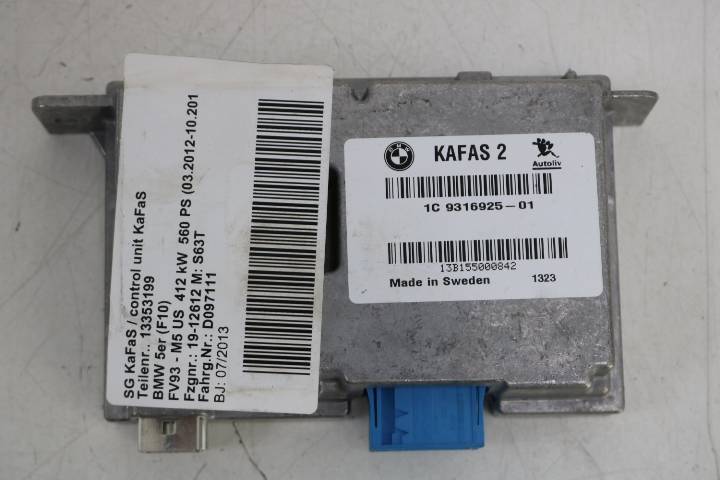 SG KaFaS / control unit KaFaS
Teilenr.. 13353199
BMW 5er (F10)
FV93 - M5 US 412 kW 560 PS (03.2012-10.201
Fzgnr.: 19-12612 M: S63T
Fahrg.Nr.: D097111
BJ: 07/2013
KAFAS 2
Autoliv
1C 9316925-01
13B155000842
Made in Sweden 1323